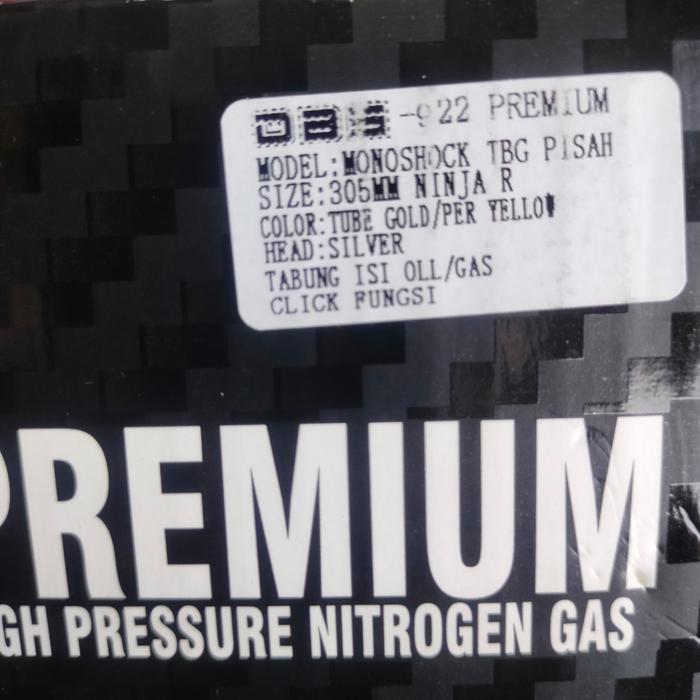 DBS -922 PREMIUM
MODEL:MONOSHOCK TBG PISAH
SIZE:305MM NINJA R
COLOR:TUBE GOLD/PER YELLOW
HEAD:SILVER
TABUNG ISI OLL/GAS
CLICK FUNGSI
PREMIUM
GH PRESSURE NITROGEN GAS